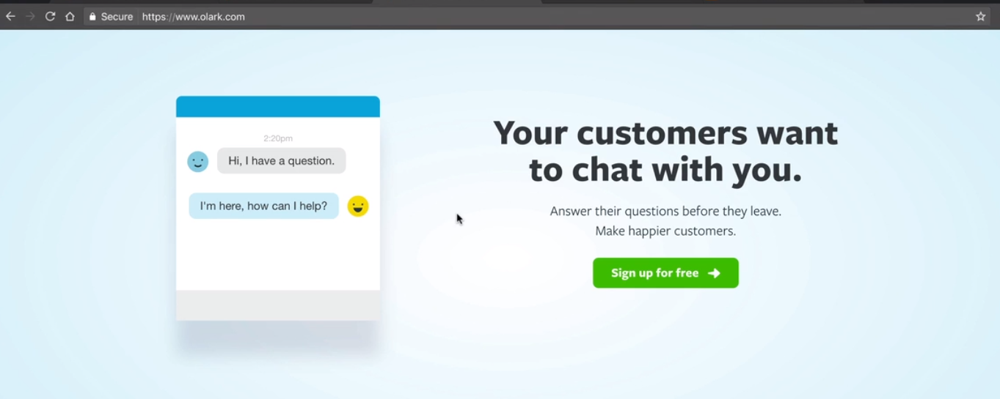 Secure https://www.olark.com
2:20pm
Hi, I have a question.
I'm here, how can I help?
Your customers want
to chat with you.
Answer their questions before they leave.
Make happier customers.
Sign up for free